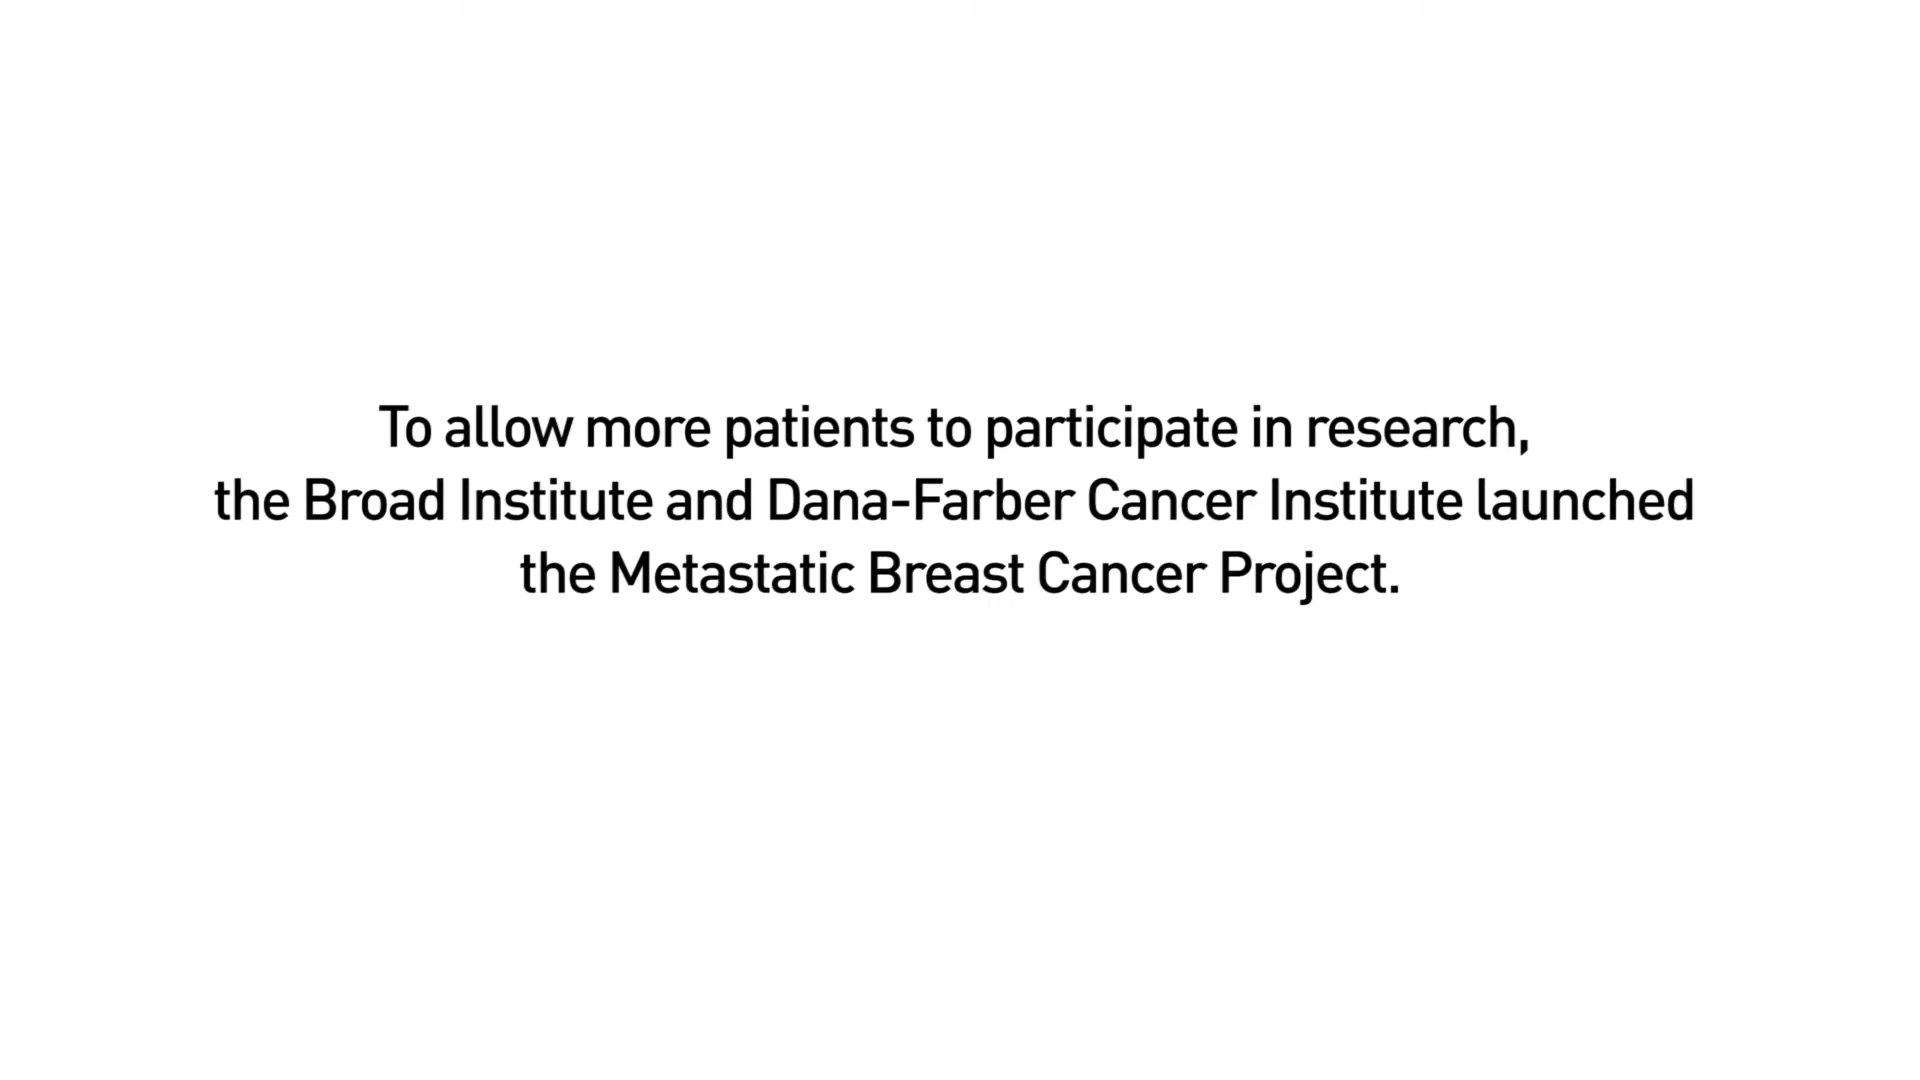 To allow more patients to participate in research,
the Broad Institute and Dana-Farber Cancer Institute launched
the Metastatic Breast Cancer Project.